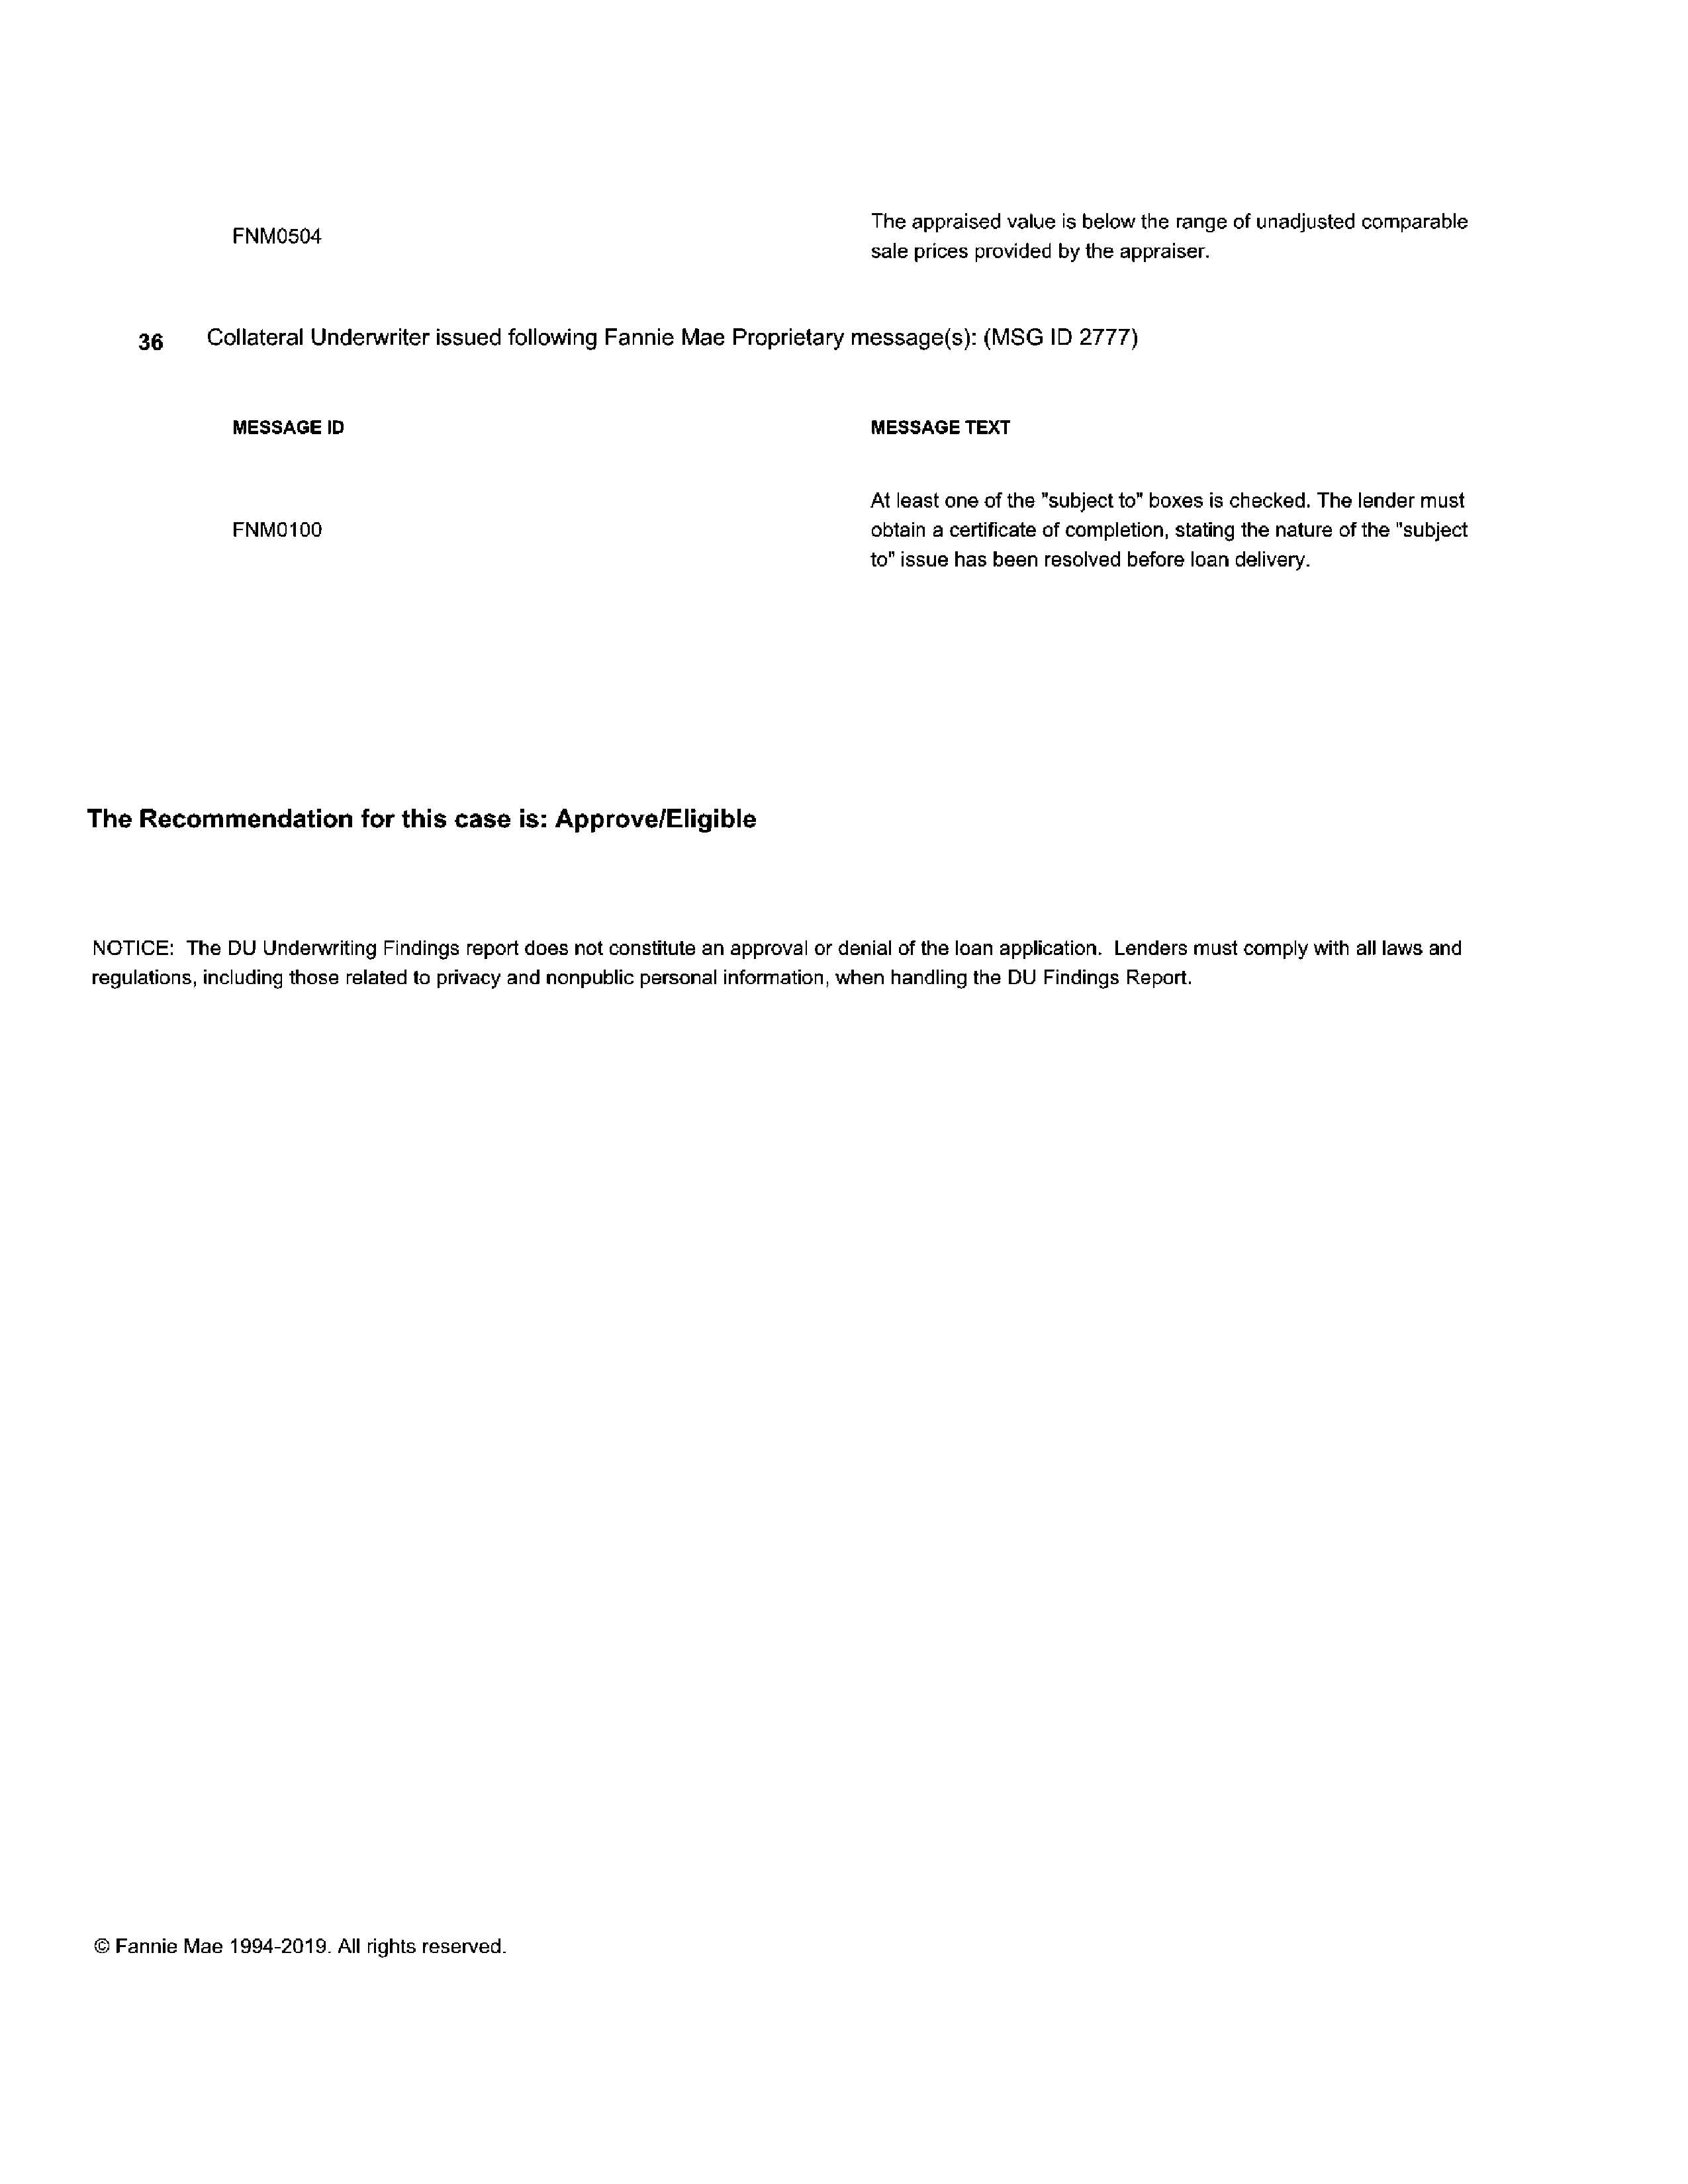 FNM0504
The appraised value is below the range of unadjusted comparable
sale prices provided by the appraiser.
36 Collateral Underwriter issued following Fannie Mae Proprietary message(s): (MSG ID 2777)
MESSAGE ID MESSAGE TEXT
FNM0100
At least one of the "subject to" boxes is checked. The lender must
obtain a certificate of completion, stating the nature of the "subject
to" issue has been resolved before loan delivery.
The Recommendation for this case is: Approve/Eligible
NOTICE: The DU Underwriting Findings report does not constitute an approval or denial of the loan application. Lenders must comply with all laws and
regulations, including those related to privacy and nonpublic personal information, when handling the DU Findings Report.
© Fannie Mae 1994-2019. All rights reserved.